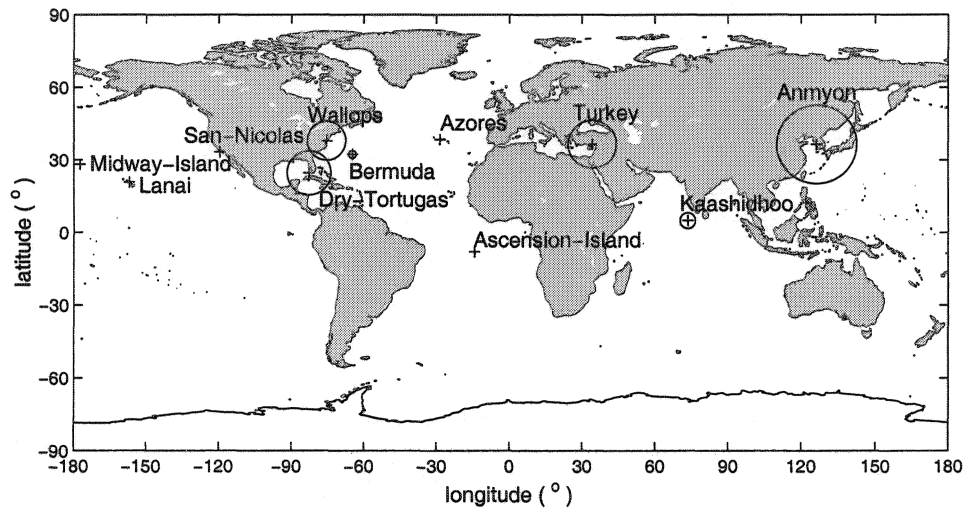 90
60
30
0
−30
−60
−90
latitude ( ° )
Anmyon
Wallops
Turkey
Azores
San−Nicolas
Midway−Island
Bermuda
Lanai
Dry−Tortugas
Kaashidhoo
Ascension−Island
−180 −150 −120 −90 −60 −30 0 30 60 90 120 150 180
longitude ( ° )